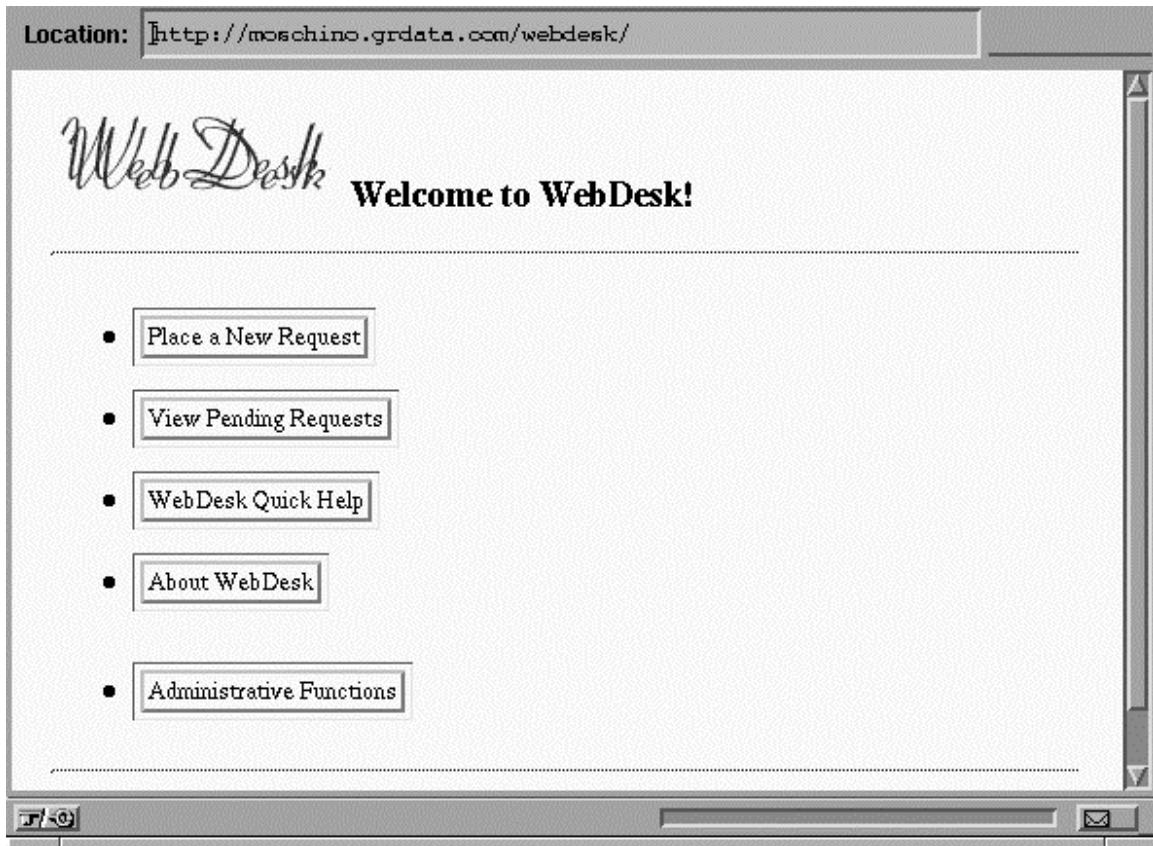 Location: http://moschino.grdata.com/webdesk/
WebDesk Welcome to WebDesk!
Place a New Request
View Pending Requests
WebDesk Quick Help
About WebDesk
Administrative Functions